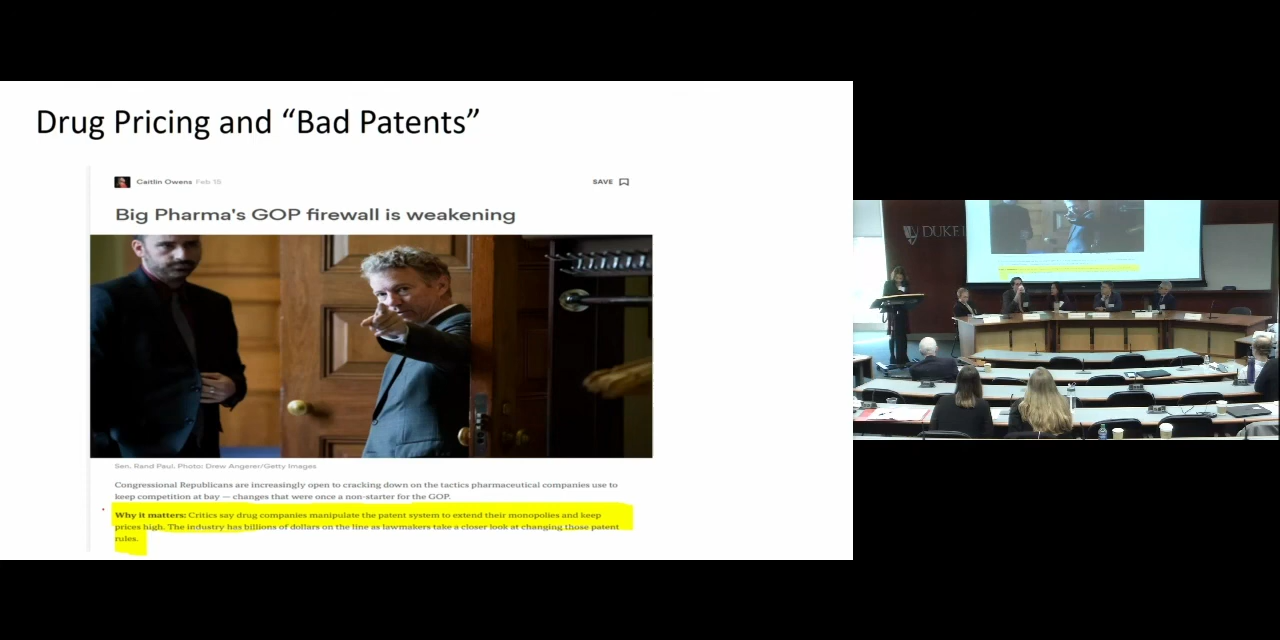 Drug Pricing and “Bad Patents”
Caitlin Owens Feb 15
SAVE
Big Pharma's GOP firewall is weakening
Sen. Rand Paul. Photo: Drew Angerer/Getty Images
Congressional Republicans are increasingly open to cracking down on the tactics pharmaceutical companies use to
keep competition at bay — changes that were once a non-starter for the GOP.
Why it matters: Critics say drug companies manipulate the patent system to extend their monopolies and keep
prices high. The industry has billions of dollars on the line as lawmakers take a closer look at changing those patent
rules.
DUKE